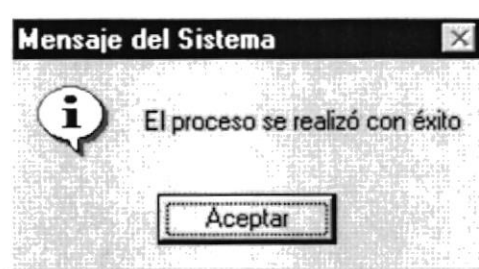 Mensaje del Sistema
El proceso se realizó con éxito
Aceptar